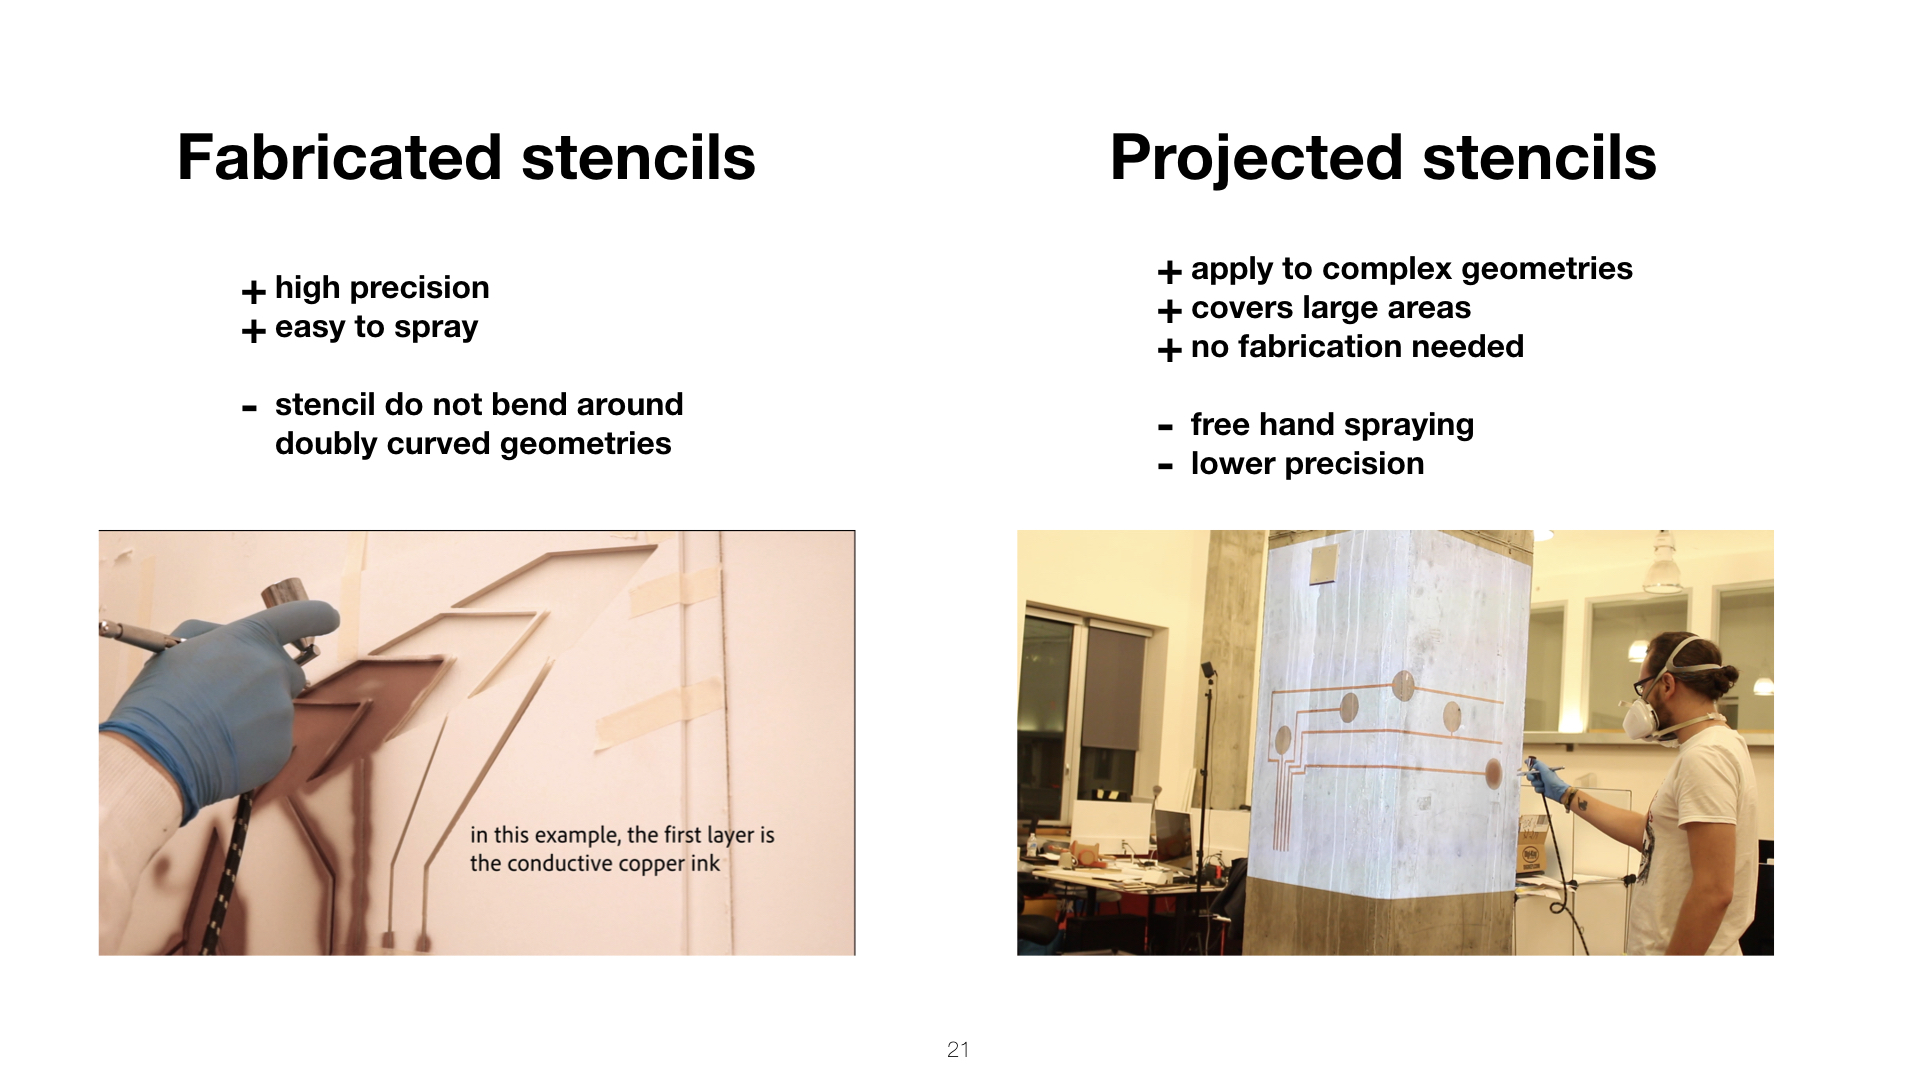 Fabricated stencils
+ high precision
+ easy to spray
- stencil do not bend around
doubly curved geometries
in this example, the first layer is
the conductive copper ink
Projected stencils
+ apply to complex geometries
+ covers large areas
+ no fabrication needed
- free hand spraying
- lower precision
21